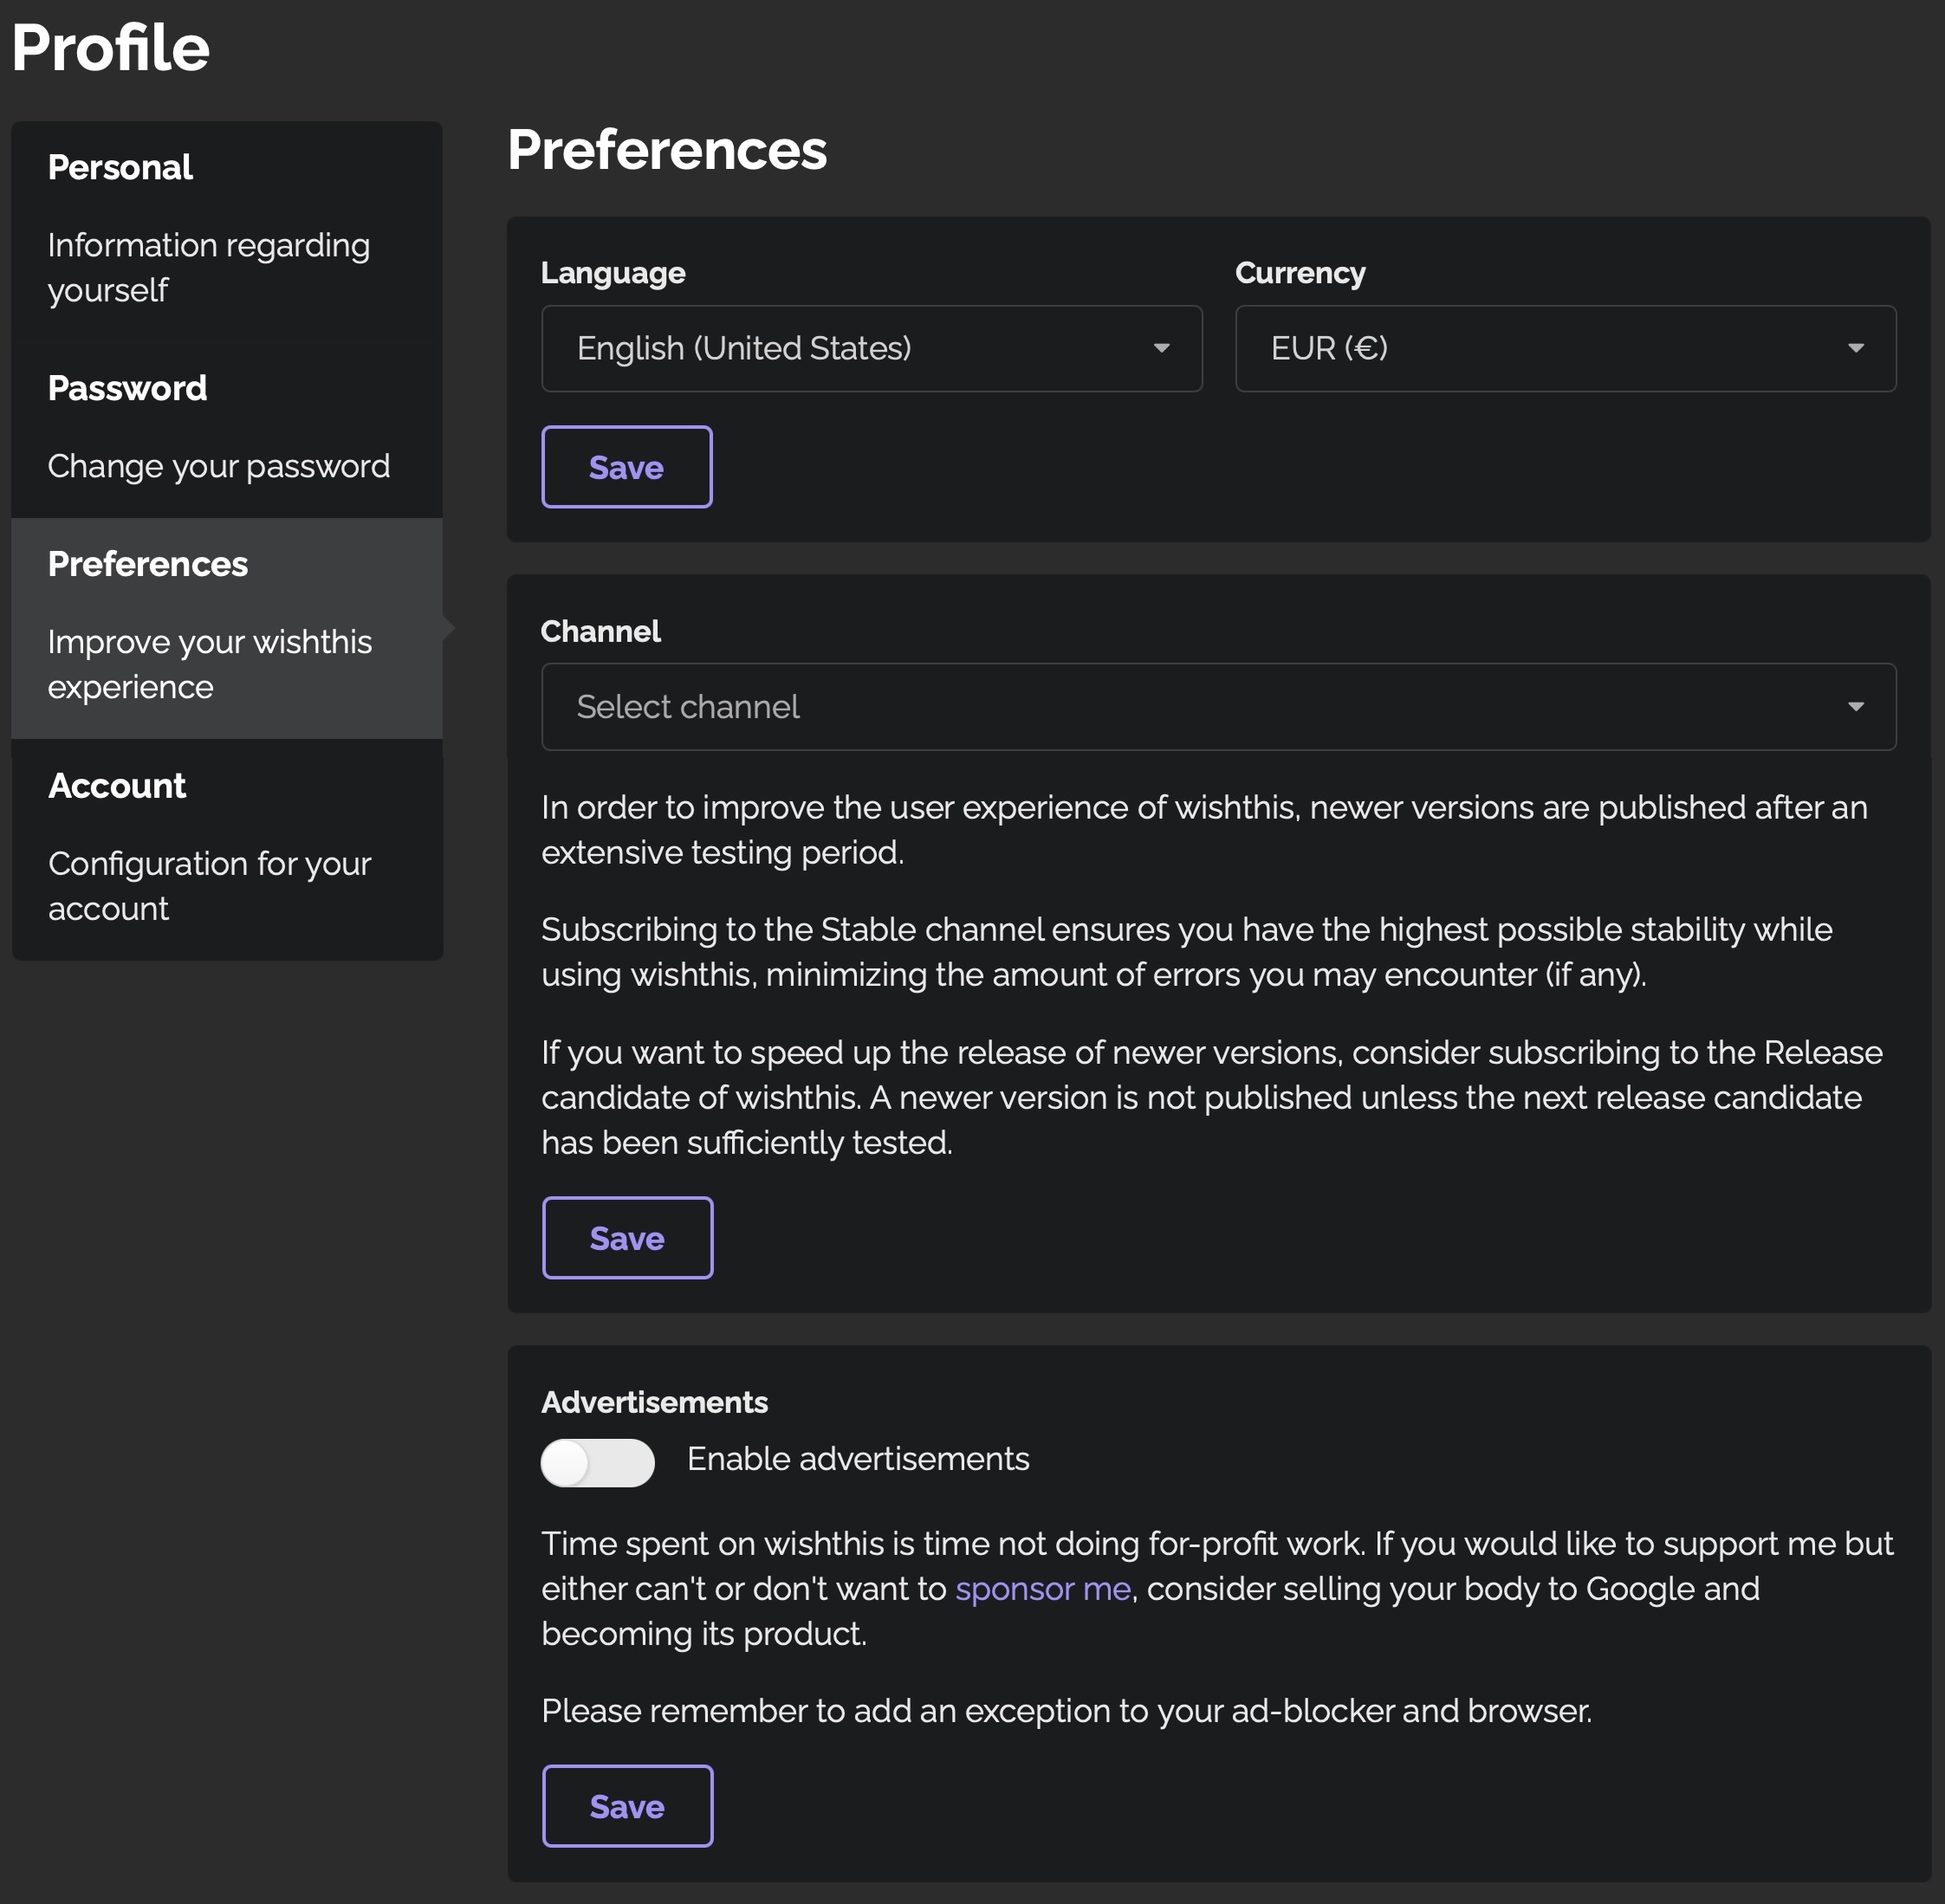 Profile
Personal
Information regarding
yourself
Password
Change your password
Preferences
Improve your wishthis
experience
Account
Configuration for your
account
Preferences
Language
Currency
English (United States)
EUR (€)
Save
Channel
Select channel
In order to improve the user experience of wishthis, newer versions are published after an
extensive testing period.
Subscribing to the Stable channel ensures you have the highest possible stability while
using wishthis, minimizing the amount of errors you may encounter (if any).
If you want to speed up the release of newer versions, consider subscribing to the Release
candidate of wishthis. A newer version is not published unless the next release candidate
has been sufficiently tested.
Save
Advertisements
Enable advertisements
Time spent on wishthis is time not doing for-profit work. If you would like to support me but
either can't or don't want to sponsor me, consider selling your body to Google and
becoming its product.
Please remember to add an exception to your ad-blocker and browser.
Save